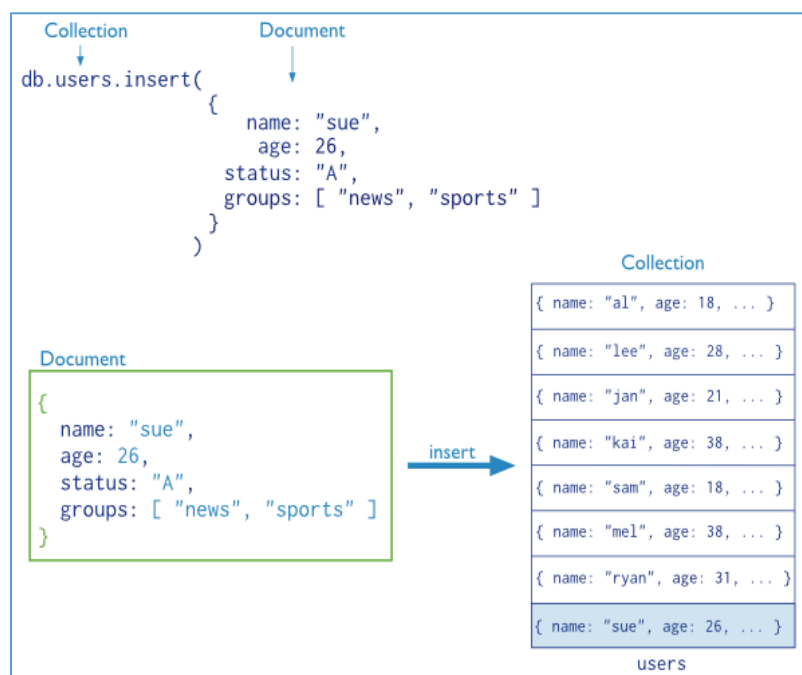 Collection Document
db.users.insert(
{
name: "sue",
age: 26,
status: "A",
groups: [ "news", "sports" ]
}
)
Collection
{ name: "al", age: 18, ... }
{ name: "lee", age: 28, ... }
{ name: "jan", age: 21, ... }
{ name: "kai", age: 38, ... }
{ name: "sam", age: 18, ... }
{ name: "mel", age: 38, ... }
{ name: "ryan", age: 31, ... }
{ name: "sue", age: 26, ... }
users
Document
{
name: "sue",
age: 26,
status: "A",
groups: [ "news", "sports" ]
}
insert